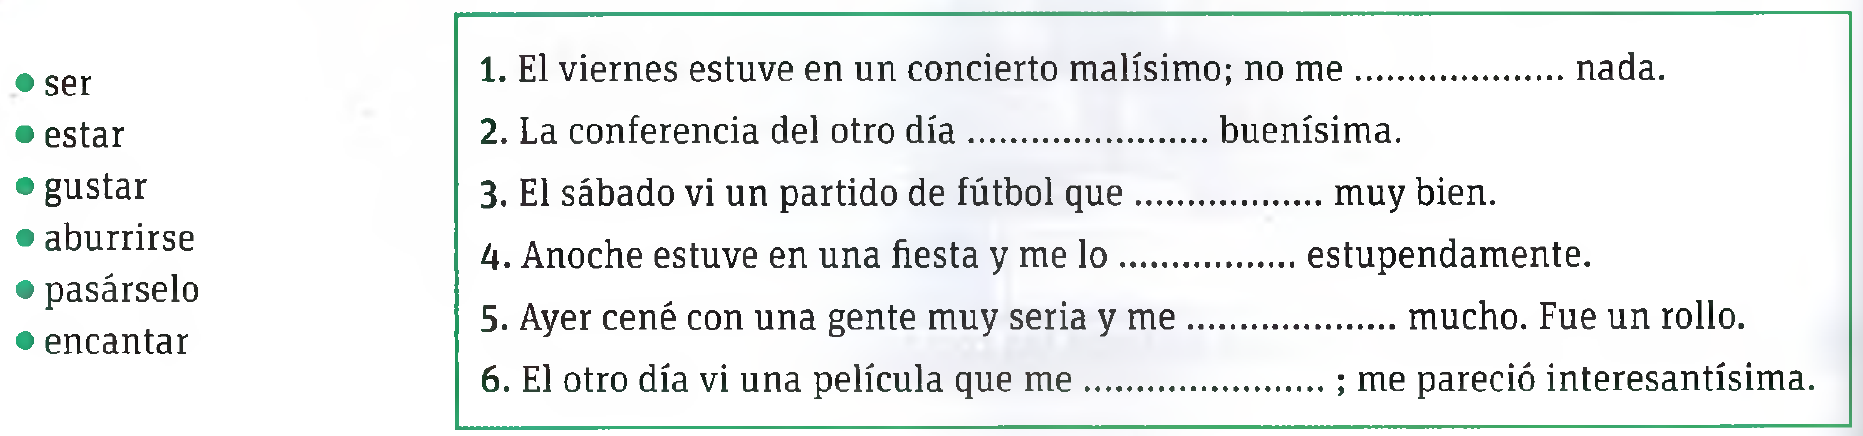 ● ser
● estar
● gustar
● aburrirse
● pasárselo
● encantar
1. El viernes estuve en un concierto malísimo; no me .................... nada.
2. La conferencia del otro día ....................... buenísima.
3. El sábado vi un partido de fútbol que .................. muy bien.
4. Anoche estuve en una fiesta y me lo ................. estupendamente.
5. Ayer cené con una gente muy seria y me .................... mucho. Fue un rollo.
6. El otro día vi una película que me ....................... ; me pareció interesantísima.